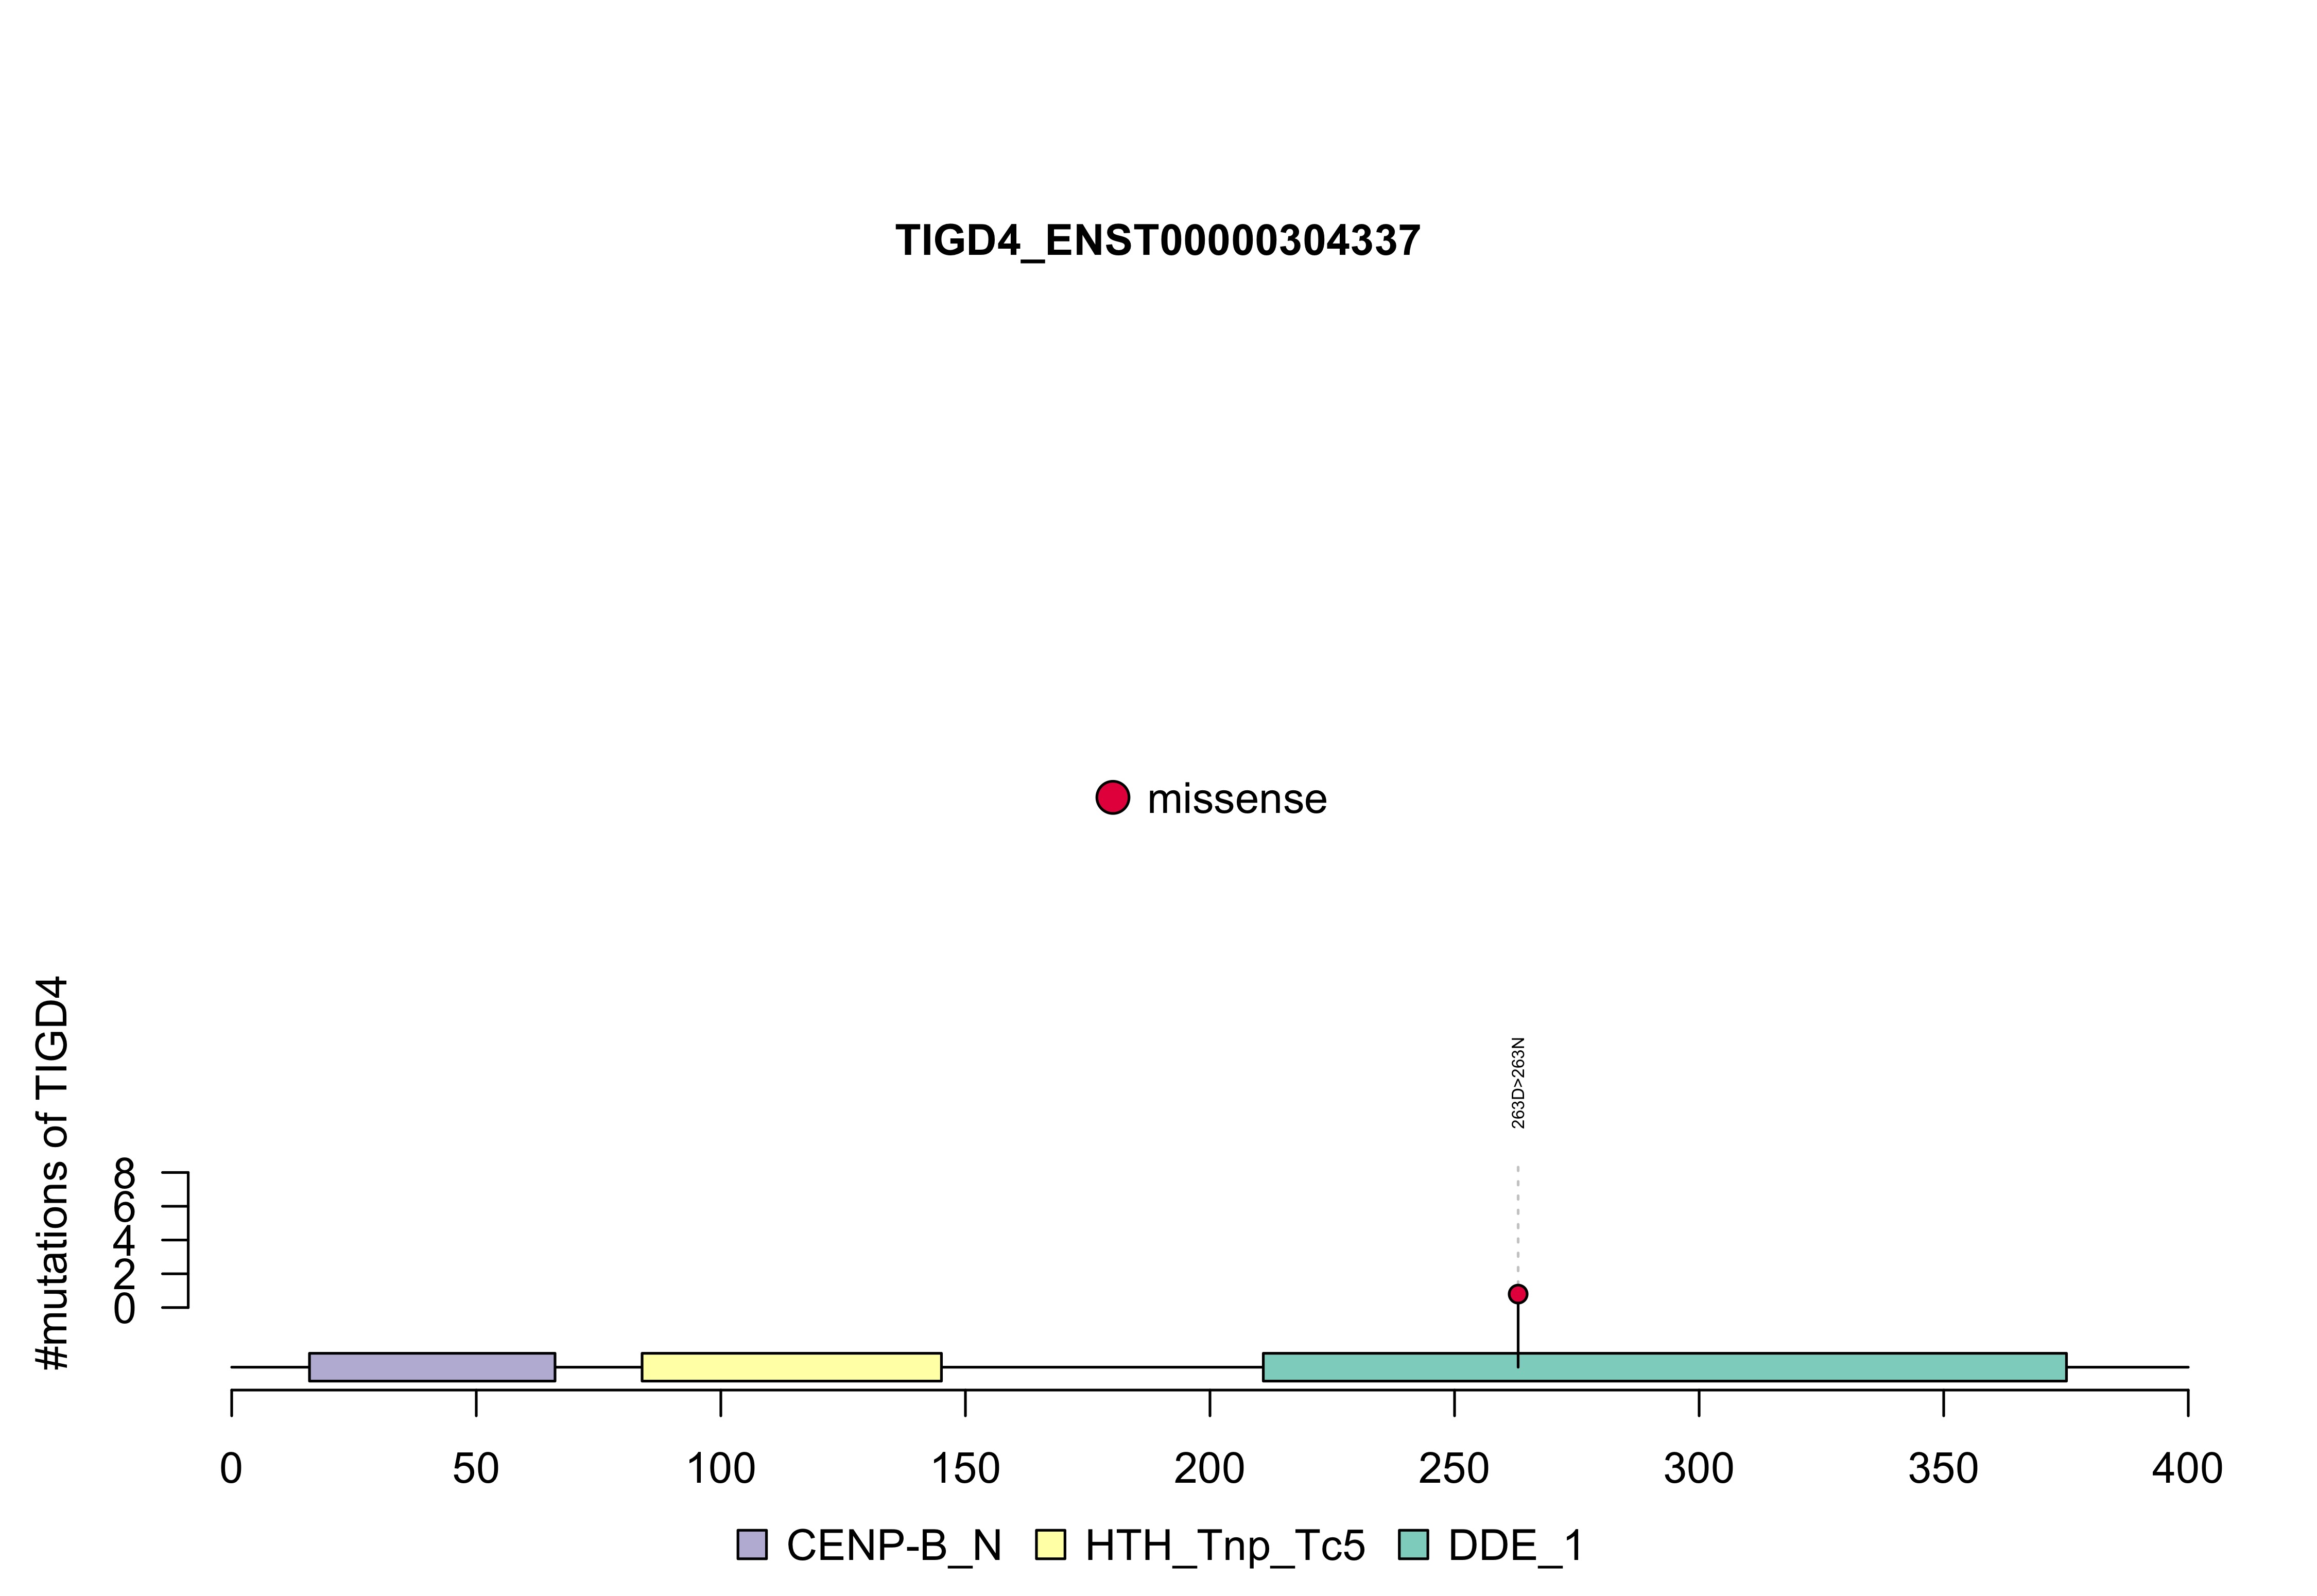 TIGD4_ENST00000304337
missense
#mutations of TIGD4
263D>263N
8
6
4
2
0
0 50 100 150 200 250 300 350 400
CENP-B_N HTH_Tnp_Tc5 DDE_1